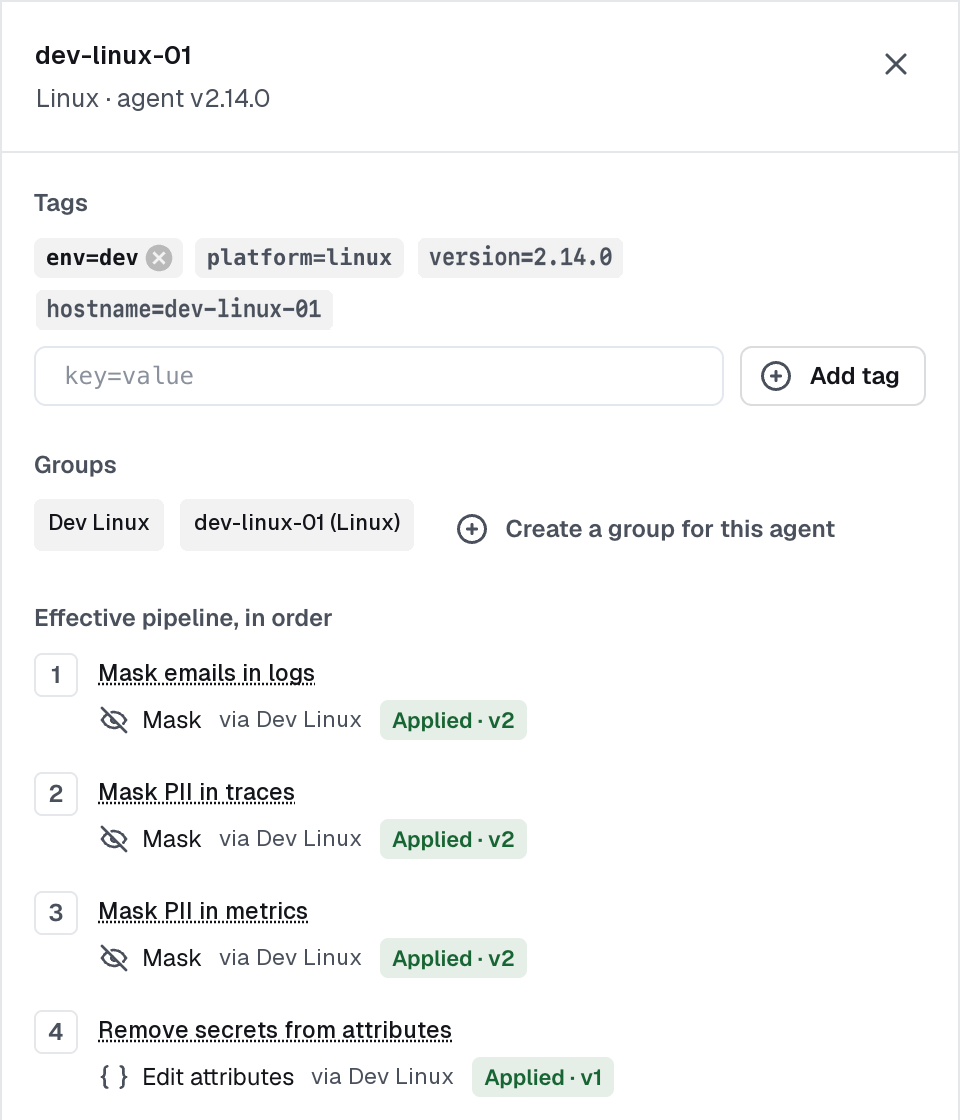 dev-linux-01
Linux · agent v2.14.0
Tags
env=dev platform=linux version=2.14.0
hostname=dev-linux-01
key=value Add tag
Groups
Dev Linux dev-linux-01 (Linux) Create a group for this agent
Effective pipeline, in order
1 Mask emails in logs
Mask via Dev Linux Applied · v2
2 Mask PII in traces
Mask via Dev Linux Applied · v2
3 Mask PII in metrics
Mask via Dev Linux Applied · v2
4 Remove secrets from attributes
{ } Edit attributes via Dev Linux Applied · v1